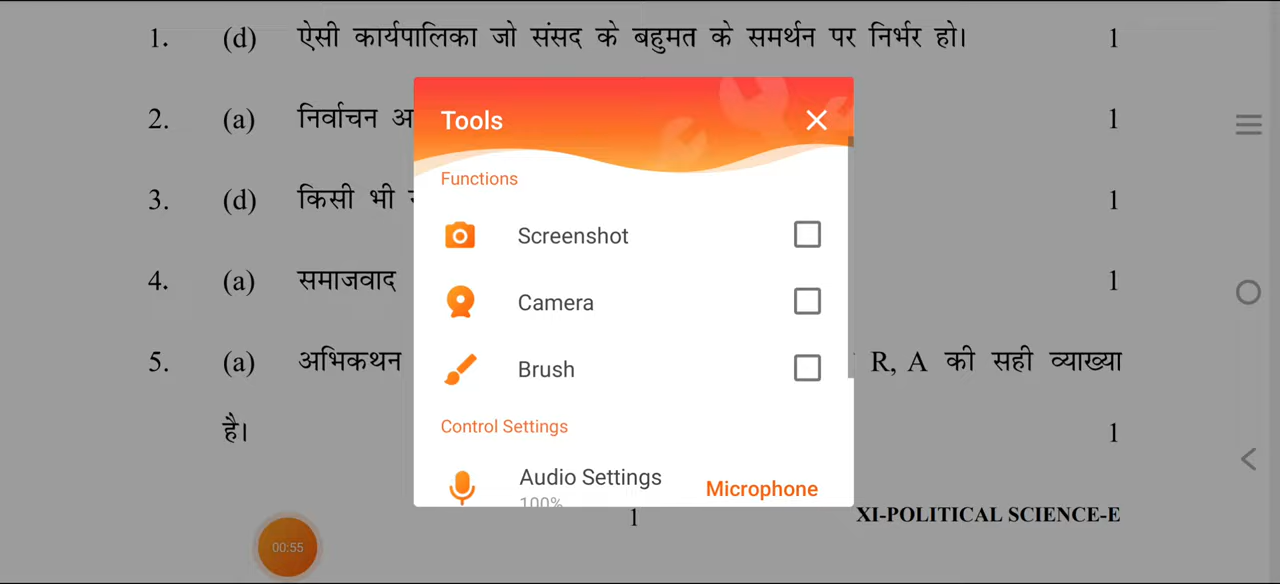 1. (d) ऐसी कार्यपालिका जो संसद के बहुमत के समर्थन पर निर्भर हो। 1
Tools
2. (a) निर्वाचन 1
Functions
3. (d) किसी भी 1
Screenshot
4. (a) समाजवाद 1
Camera
5. (a) अभिकथन R, A की सही व्याख्या
Brush
है। 1
Control Settings
Audio Settings Microphone
100%
1 XI-POLITICAL SCIENCE-E
00:55